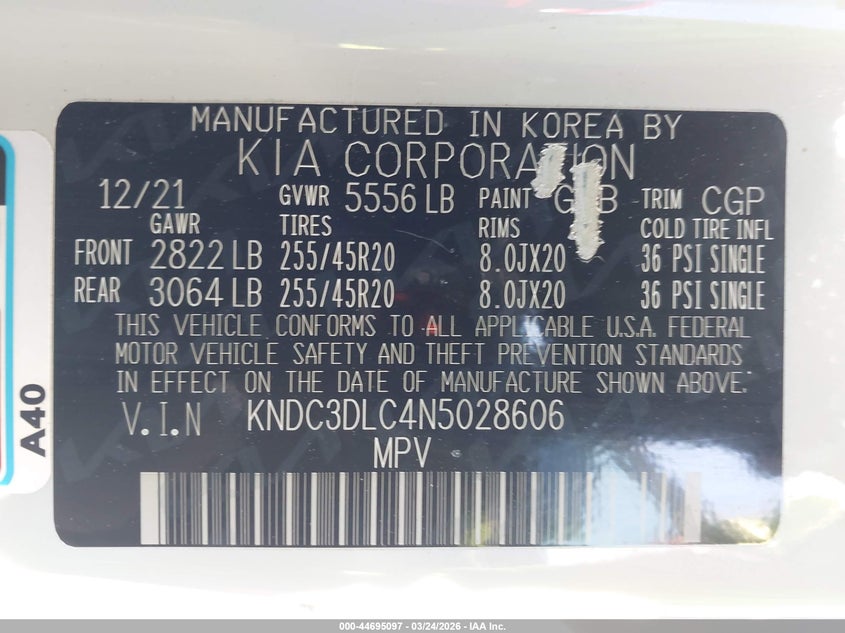 MANUFACTURED IN KOREA BY
KIA CORPORATION
12/21 GVWR 5556 LB PAINT TRIM CGP
GAWR TIRES RIMS COLD TIRE INFL
FRONT 2822 LB 255/45R20 8.0JX20 36 PSI SINGLE
REAR 3064 LB 255/45R20 8.0JX20 36 PSI SINGLE
THIS VEHICLE CONFORMS TO ALL APPLICABLE U.S.A. FEDERAL
MOTOR VEHICLE SAFETY AND THEFT PREVENTION STANDARDS
IN EFFECT ON THE DATE OF MANUFACTURE SHOWN ABOVE.
V.I.N KNDC3DLC4N5028606
MPV
A40
000-44695097 | 03/24/2026 - IAA Inc.